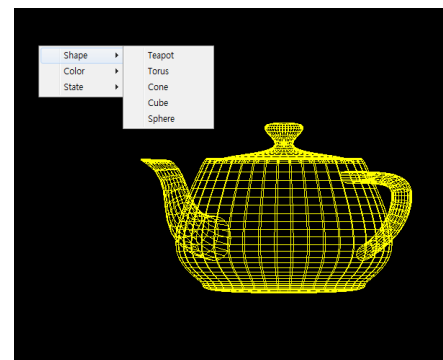 Shape
Color
State
Teapot
Torus
Cone
Cube
Sphere